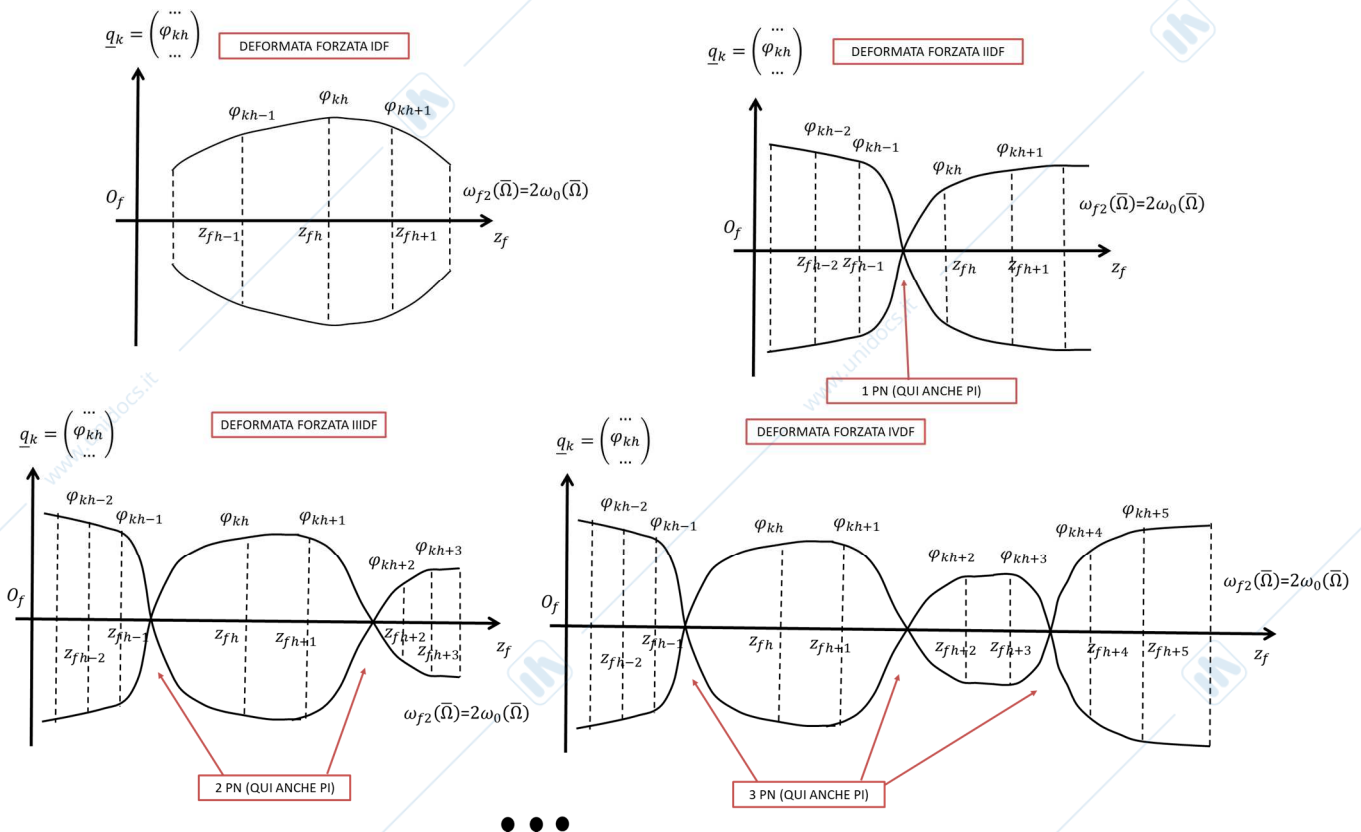 q_k = (... φ_kh ...)
DEFORMATA FORZATA IDF
φ_kh−1
φ_kh
φ_kh+1
O_f
ω_f2(Ω̅)=2ω_0(Ω̅)
z_fh−1
z_fh
z_fh+1
z_f
q_k = (... φ_kh ...)
DEFORMATA FORZATA IIDF
φ_kh−2
φ_kh−1
φ_kh
φ_kh+1
ω_f2(Ω̅)=2ω_0(Ω̅)
O_f
z_fh−2
z_fh−1
z_fh
z_fh+1
z_f
1 PN (QUI ANCHE PI)
q_k = (... φ_kh ...)
DEFORMATA FORZATA IIIDF
φ_kh−2
φ_kh−1
φ_kh
φ_kh+1
φ_kh+2
φ_kh+3
O_f
z_fh−2
z_fh−1
z_fh
z_fh+1
z_fh+2
z_fh+3
z_f
ω_f2(Ω̅)=2ω_0(Ω̅)
2 PN (QUI ANCHE PI)
q_k = (... φ_kh ...)
DEFORMATA FORZATA IVDF
φ_kh−2
φ_kh−1
φ_kh
φ_kh+1
φ_kh+2
φ_kh+3
φ_kh+4
φ_kh+5
ω_f2(Ω̅)=2ω_0(Ω̅)
O_f
z_fh−2
z_fh−1
z_fh
z_fh+1
z_fh+2
z_fh+3
z_fh+4
z_fh+5
z_f
3 PN (QUI ANCHE PI)
...
www.unidocs.it
www.unidocs.it